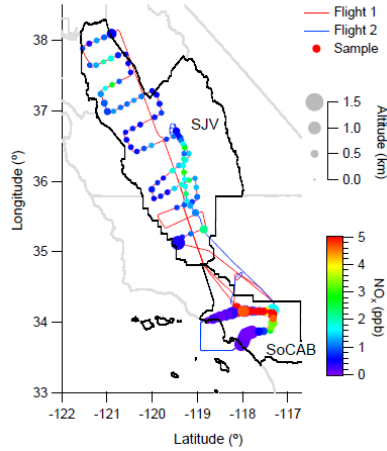 Flight 1
Flight 2
Sample
38
37
36
35
34
33
Longitude (º)
-122
-121
-120
-119
-118
-117
Latitude (º)
SJV
SoCAB
1.5
1.0
0.5
0.0
Altitude (km)
5
4
3
2
1
0
NOx (ppb)